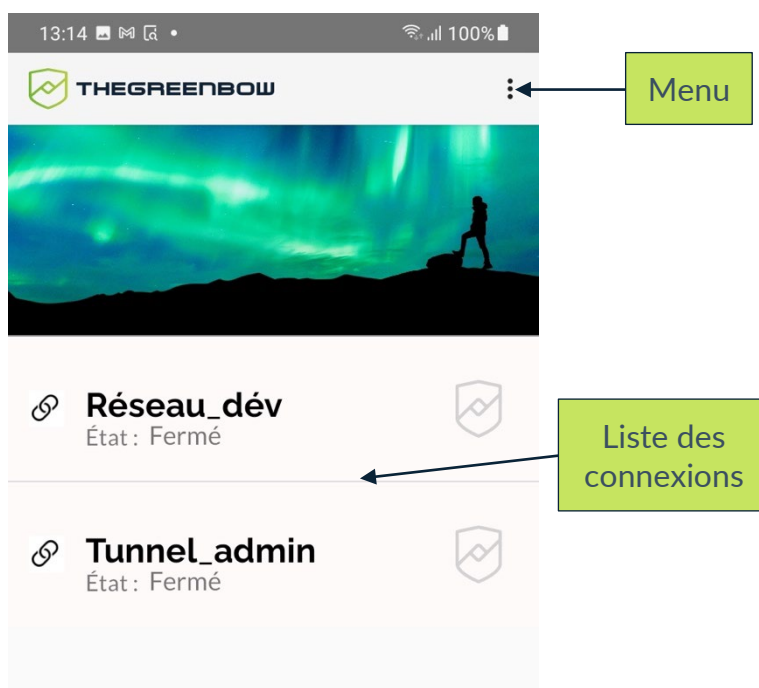 13:14
100%
THEGREENBOW
Menu
Réseau_dév
État : Fermé
Liste des
connexions
Tunnel_admin
État : Fermé